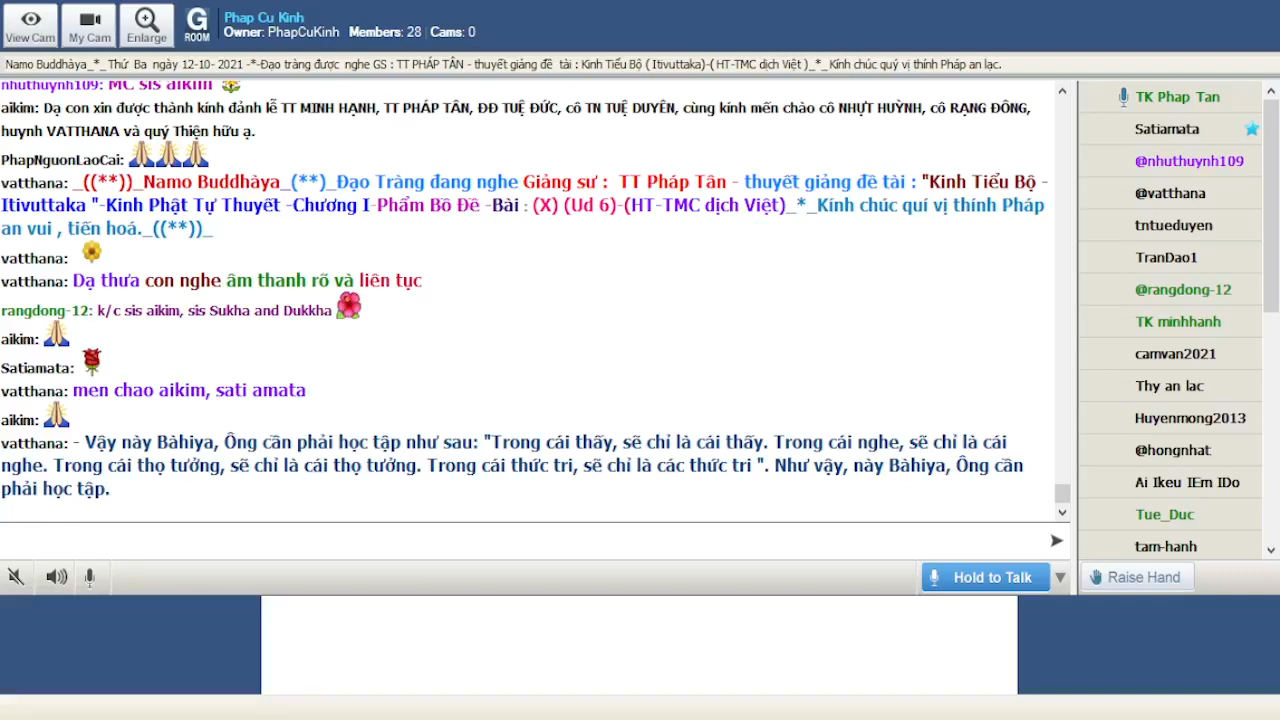 View Cam
My Cam
Enlarge
G
ROOM
Phap Cu Kinh
Owner: PhapCuKinh Members: 28 Cams: 0
Namo Buddhàya_*_ Thứ Ba ngày 12-10- 2021 -*-Đạo tràng được nghe GS : TT PHÁP TÂN - thuyết giảng đề tài : Kinh Tiểu Bộ ( Itivuttaka)-( HT-TMC dịch Việt )_*_Kính chúc quý vị thính Pháp an lạc.
nhuthuynh109: MC sis aikim
aikim: Dạ con xin được thành kính đảnh lễ TT MINH HẠNH, TT PHÁP TÂN, ĐĐ TUỆ ĐỨC, cô TN TUỆ DUYÊN, cùng kính mến chào cô NHỰT HUỲNH, cô RẠNG ĐÔNG,
huynh VATTHANA và quý Thiện hữu ạ.
PhapNguonLaoCai:
vatthana: _((**))_Namo Buddhàya_(**)_Đạo Tràng đang nghe Giảng sư : TT Pháp Tân - thuyết giảng đề tài : "Kinh Tiểu Bộ -
Itivuttaka "-Kinh Phật Tự Thuyết -Chương I-Phẩm Bồ Đề -Bài : (X) (Ud 6)-(HT-TMC dịch Việt)_*_Kính chúc quí vị thính Pháp
an vui , tiến hoá._((**))_
vatthana:
vatthana: Dạ thưa con nghe âm thanh rõ và liên tục
rangdong-12: k/c sis aikim, sis Sukha and Dukkha
aikim:
Satiamata:
vatthana: men chao aikim, sati amata
aikim:
vatthana: - Vậy này Bàhiya, Ông cần phải học tập như sau: "Trong cái thấy, sẽ chỉ là cái thấy. Trong cái nghe, sẽ chỉ là cái
nghe. Trong cái thọ tưởng, sẽ chỉ là cái thọ tưởng. Trong cái thức tri, sẽ chỉ là các thức tri ". Như vậy, này Bàhiya, Ông cần
phải học tập.
TK Phap Tan
Satiamata
@nhuthuynh109
@vatthana
tntueduyen
TranDao1
@rangdong-12
TK minhhanh
camvan2021
Thy an lac
Huyenmong2013
@hongnhat
Ai Ikeu IEm IDo
Tue_Duc
tam-hanh
Hold to Talk
Raise Hand